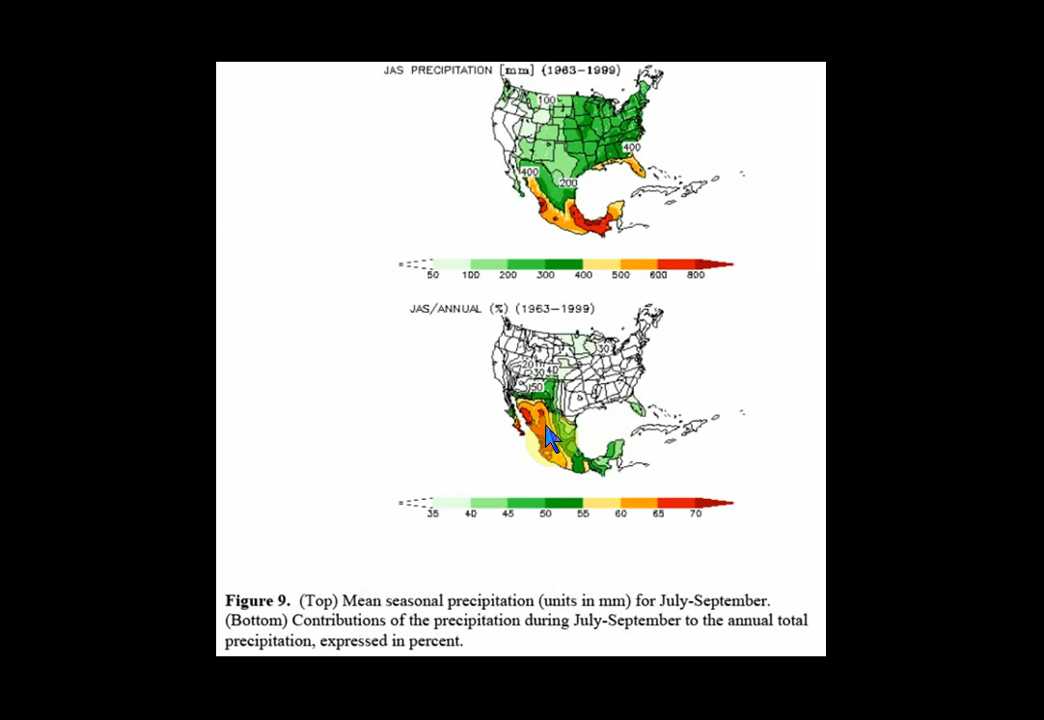 JAS PRECIPITATION [mm] (1963–1999)
100
400
400
200
50 100 200 300 400 500 600 800
JAS/ANNUAL (%) (1963–1999)
30
20
30
40
50
35 40 45 50 55 60 65 70
Figure 9. (Top) Mean seasonal precipitation (units in mm) for July-September.
(Bottom) Contributions of the precipitation during July-September to the annual total
precipitation, expressed in percent.